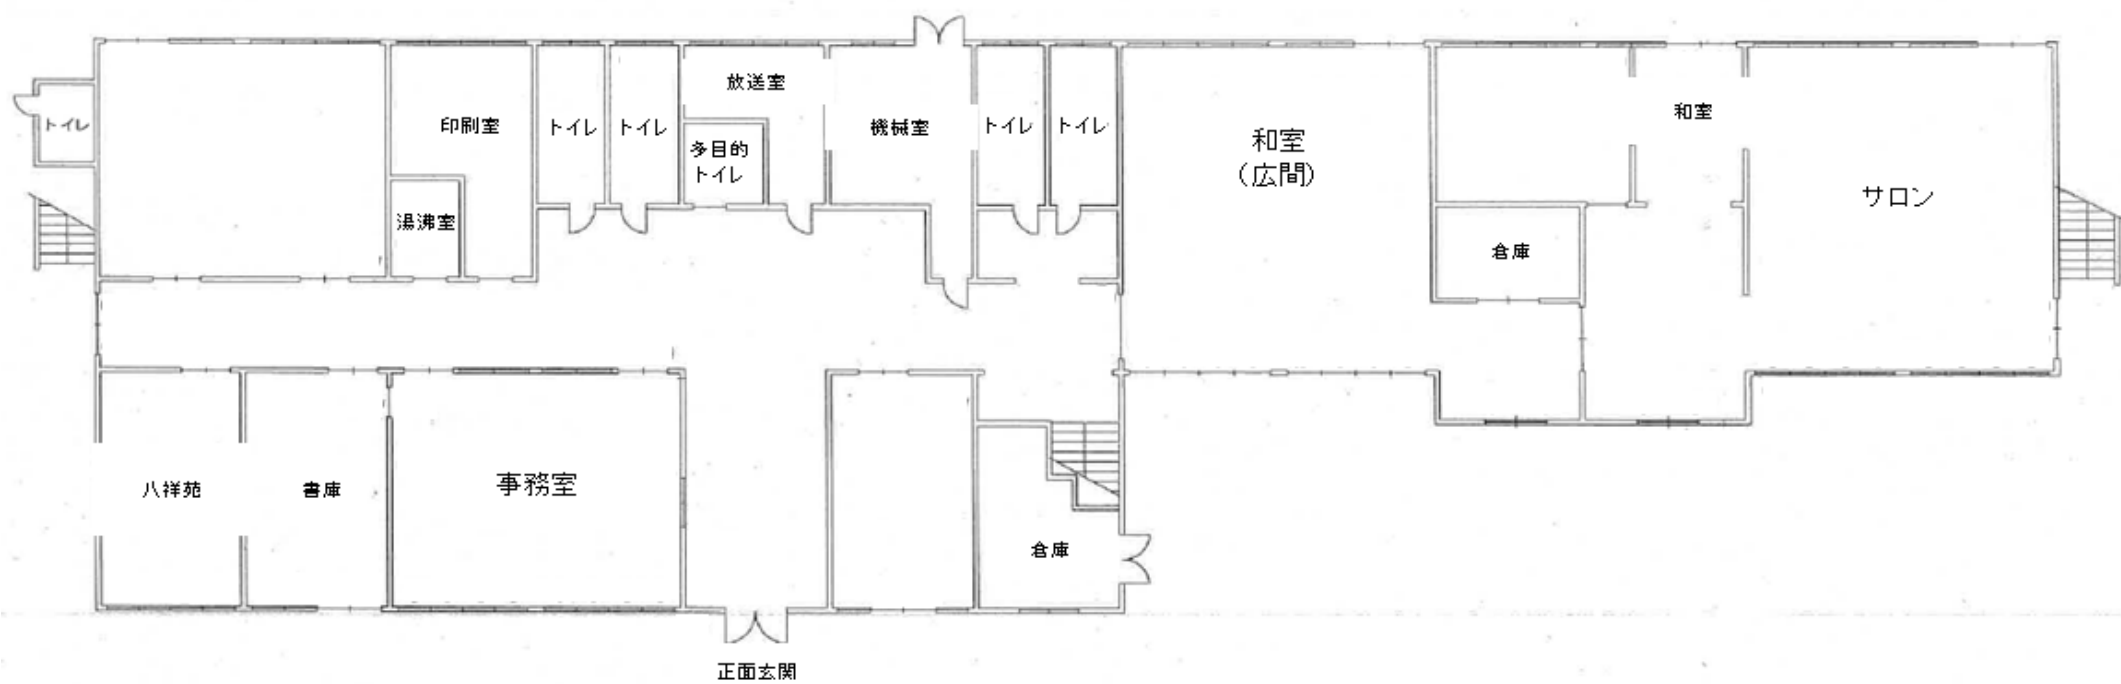 放送室
和室
トイレ
印刷室
トイレ
トイレ
機械室
トイレ
トイレ
和室
(広間)
多目的
トイレ
サロン
湯沸室
倉庫
八祥苑
書庫
事務室
倉庫
正面玄関